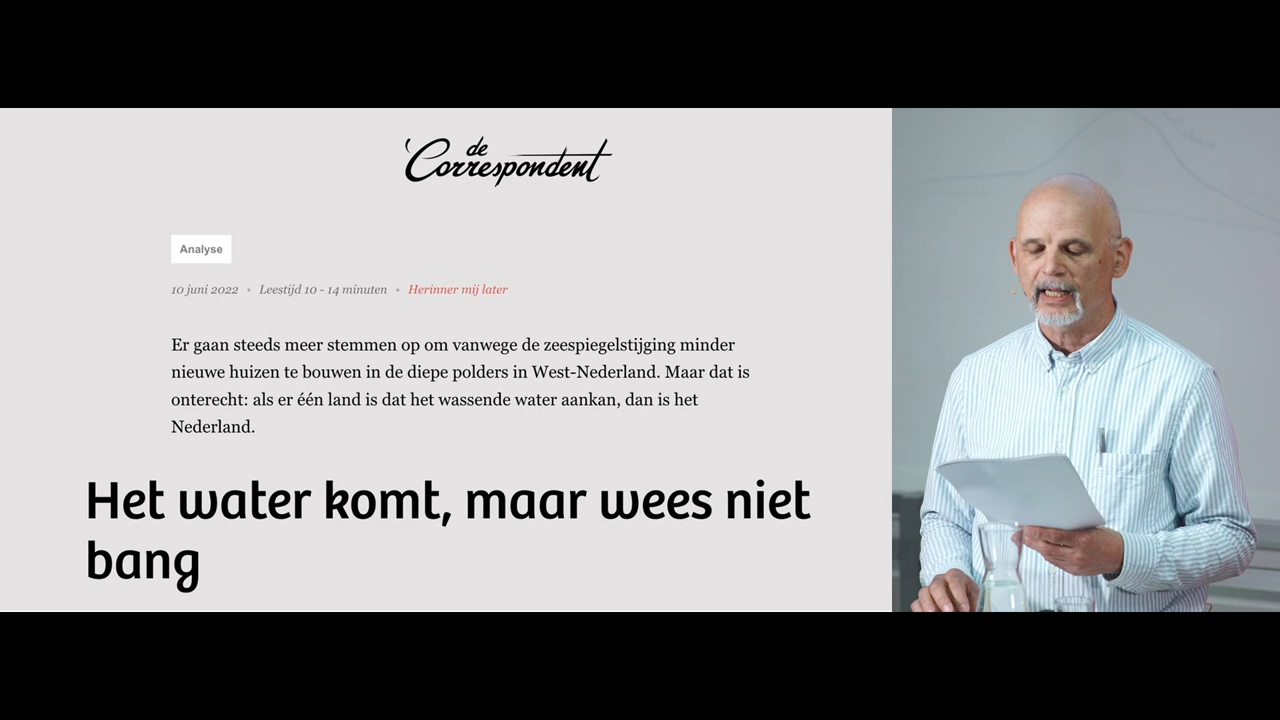 de
Correspondent
Analyse
10 juni 2022 • Leestijd 10 - 14 minuten • Herinner mij later
Er gaan steeds meer stemmen op om vanwege de zeespiegelstijging minder
nieuwe huizen te bouwen in de diepe polders in West-Nederland. Maar dat is
onterecht: als er één land is dat het wassende water aankan, dan is het
Nederland.
Het water komt, maar wees niet
bang